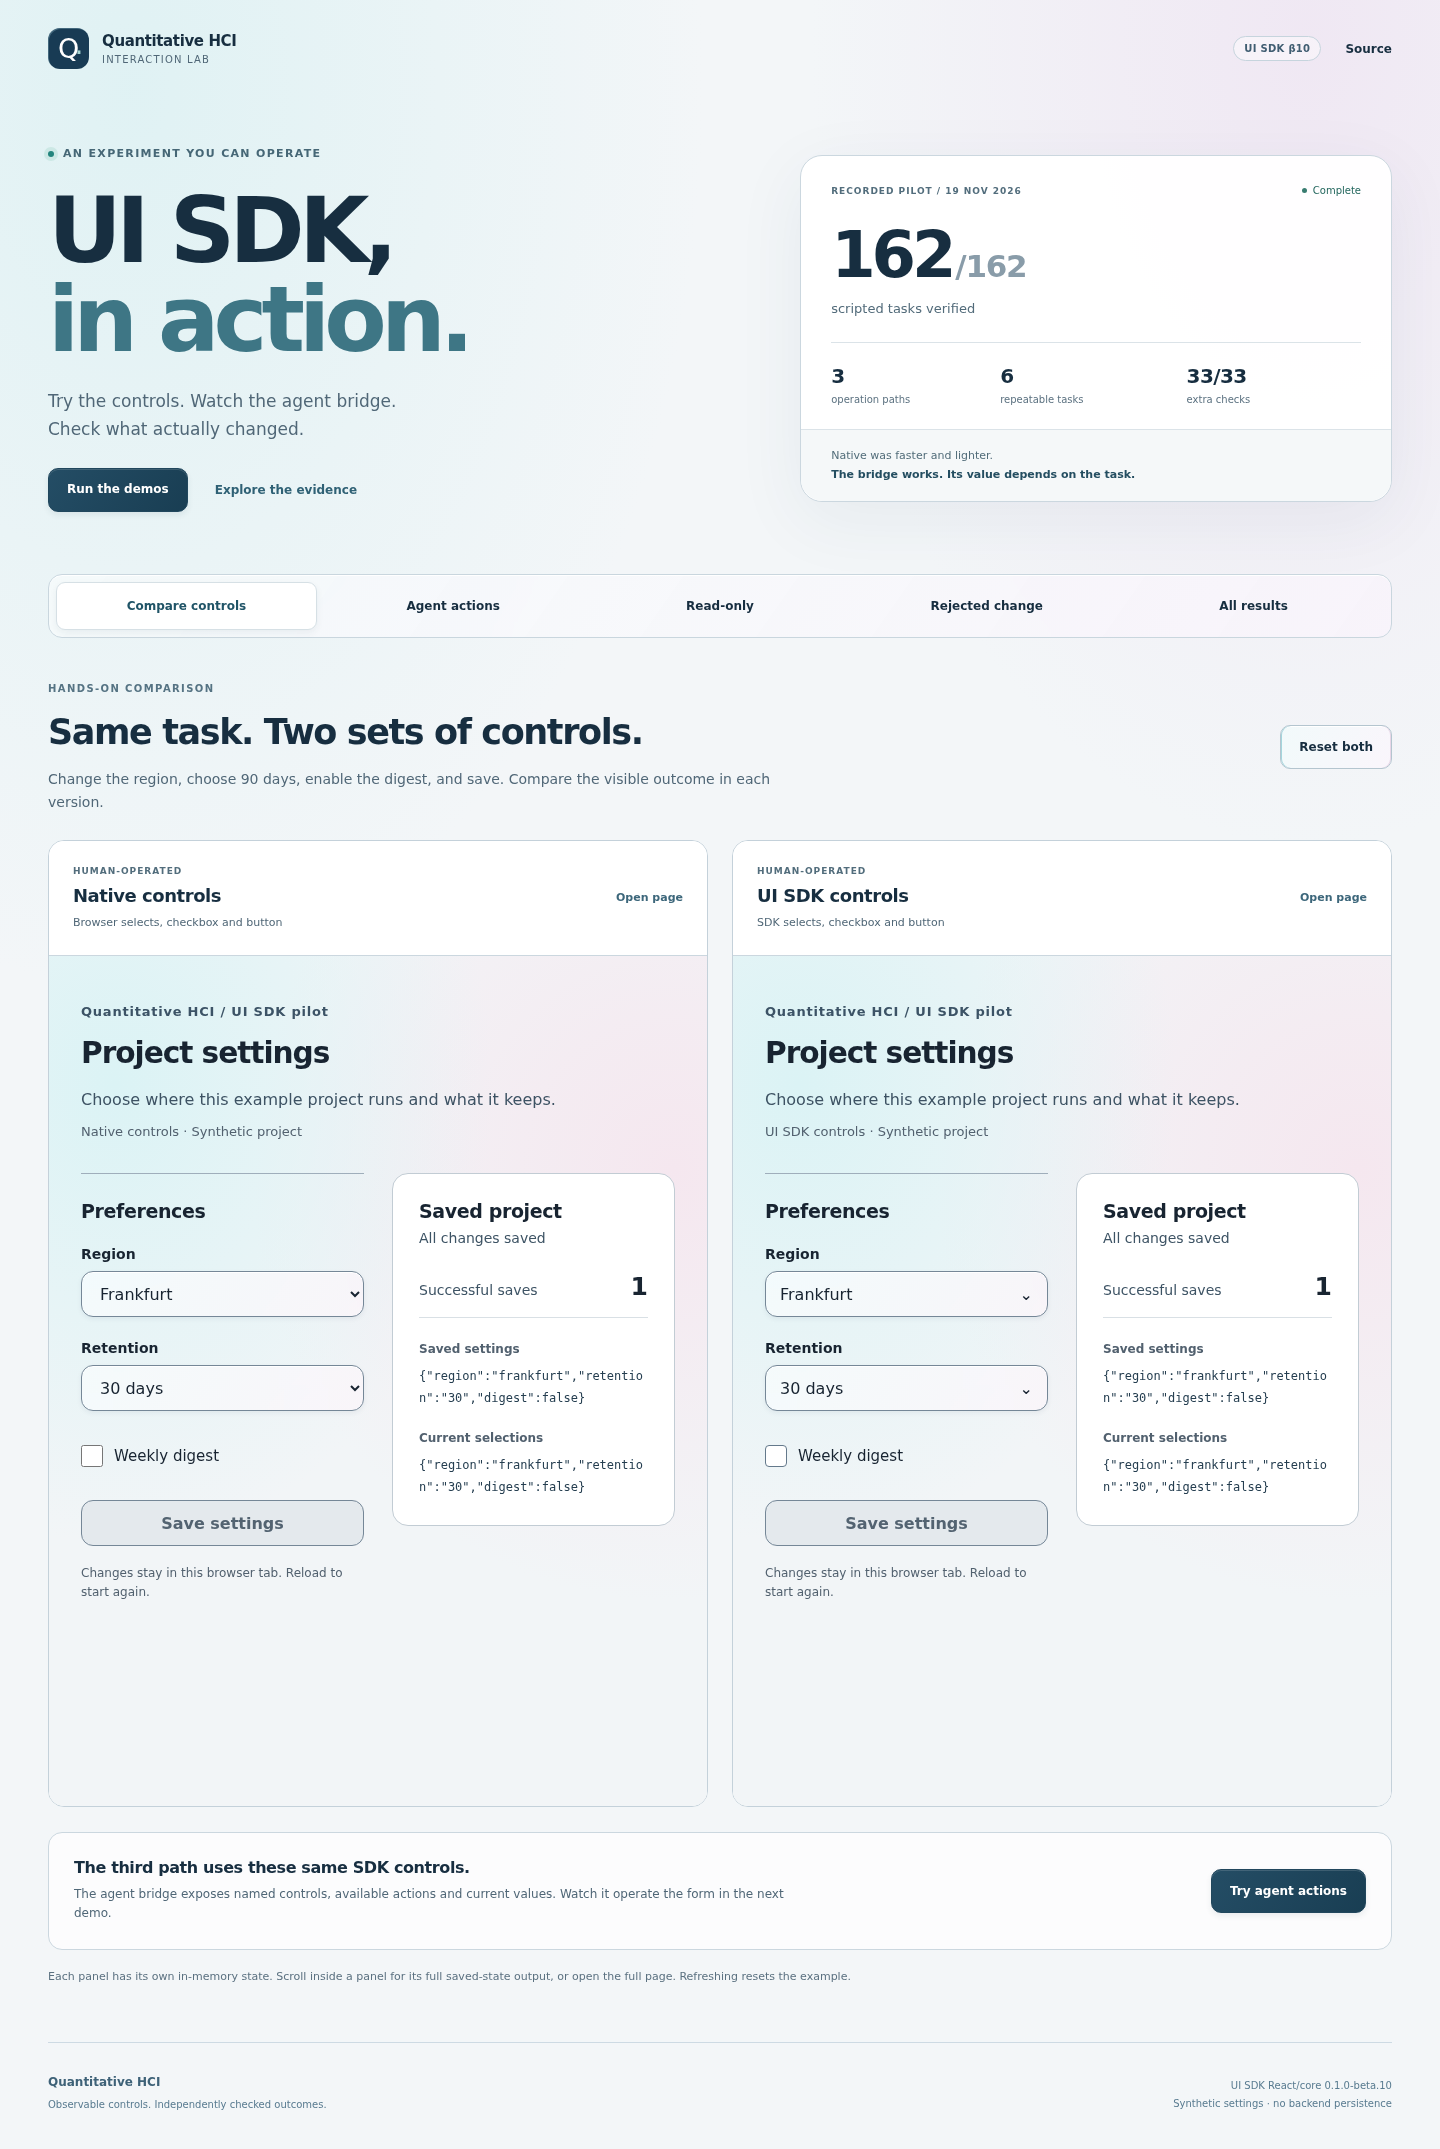 Q
Quantitative HCI
INTERACTION LAB
UI SDK β10
Source
AN EXPERIMENT YOU CAN OPERATE
UI SDK,
in action.
Try the controls. Watch the agent bridge.
Check what actually changed.
Run the demos
Explore the evidence
RECORDED PILOT / 19 NOV 2026
Complete
162/162
scripted tasks verified
3
operation paths
6
repeatable tasks
33/33
extra checks
Native was faster and lighter.
The bridge works. Its value depends on the task.
Compare controls
Agent actions
Read-only
Rejected change
All results
HANDS-ON COMPARISON
Same task. Two sets of controls.
Change the region, choose 90 days, enable the digest, and save. Compare the visible outcome in each
version.
Reset both
HUMAN-OPERATED
Native controls
Browser selects, checkbox and button
Open page
Quantitative HCI / UI SDK pilot
Project settings
Choose where this example project runs and what it keeps.
Native controls · Synthetic project
Preferences
Region
Frankfurt
Retention
30 days
Weekly digest
Save settings
Changes stay in this browser tab. Reload to
start again.
Saved project
All changes saved
Successful saves 1
Saved settings
{"region":"frankfurt","retentio
n":"30","digest":false}
Current selections
{"region":"frankfurt","retentio
n":"30","digest":false}
HUMAN-OPERATED
UI SDK controls
SDK selects, checkbox and button
Open page
Quantitative HCI / UI SDK pilot
Project settings
Choose where this example project runs and what it keeps.
UI SDK controls · Synthetic project
Preferences
Region
Frankfurt
Retention
30 days
Weekly digest
Save settings
Changes stay in this browser tab. Reload to
start again.
Saved project
All changes saved
Successful saves 1
Saved settings
{"region":"frankfurt","retentio
n":"30","digest":false}
Current selections
{"region":"frankfurt","retentio
n":"30","digest":false}
The third path uses these same SDK controls.
The agent bridge exposes named controls, available actions and current values. Watch it operate the form in the next
demo.
Try agent actions
Each panel has its own in-memory state. Scroll inside a panel for its full saved-state output, or open the full page. Refreshing resets the example.
Quantitative HCI
Observable controls. Independently checked outcomes.
UI SDK React/core 0.1.0-beta.10
Synthetic settings · no backend persistence